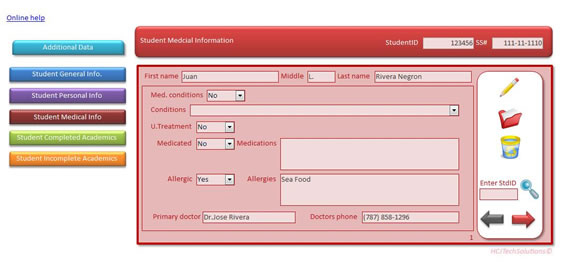 Online help
Additional Data
Student Medcial Information
StudentID 123456 SS# 111-11-1110
Student General Info.
Student Personal Info
Student Medical Info
Student Completed Academics
Student Incomplete Academics
First name Juan Middle L. Last name Rivera Negron
Med. conditions No
Conditions
U.Treatment No
Medicated No Medications
Allergic Yes Allergies Sea Food
Primary doctor Dr.Jose Rivera Doctors phone (787) 858-1296
1
Enter StdID
HCJTechSolutions©